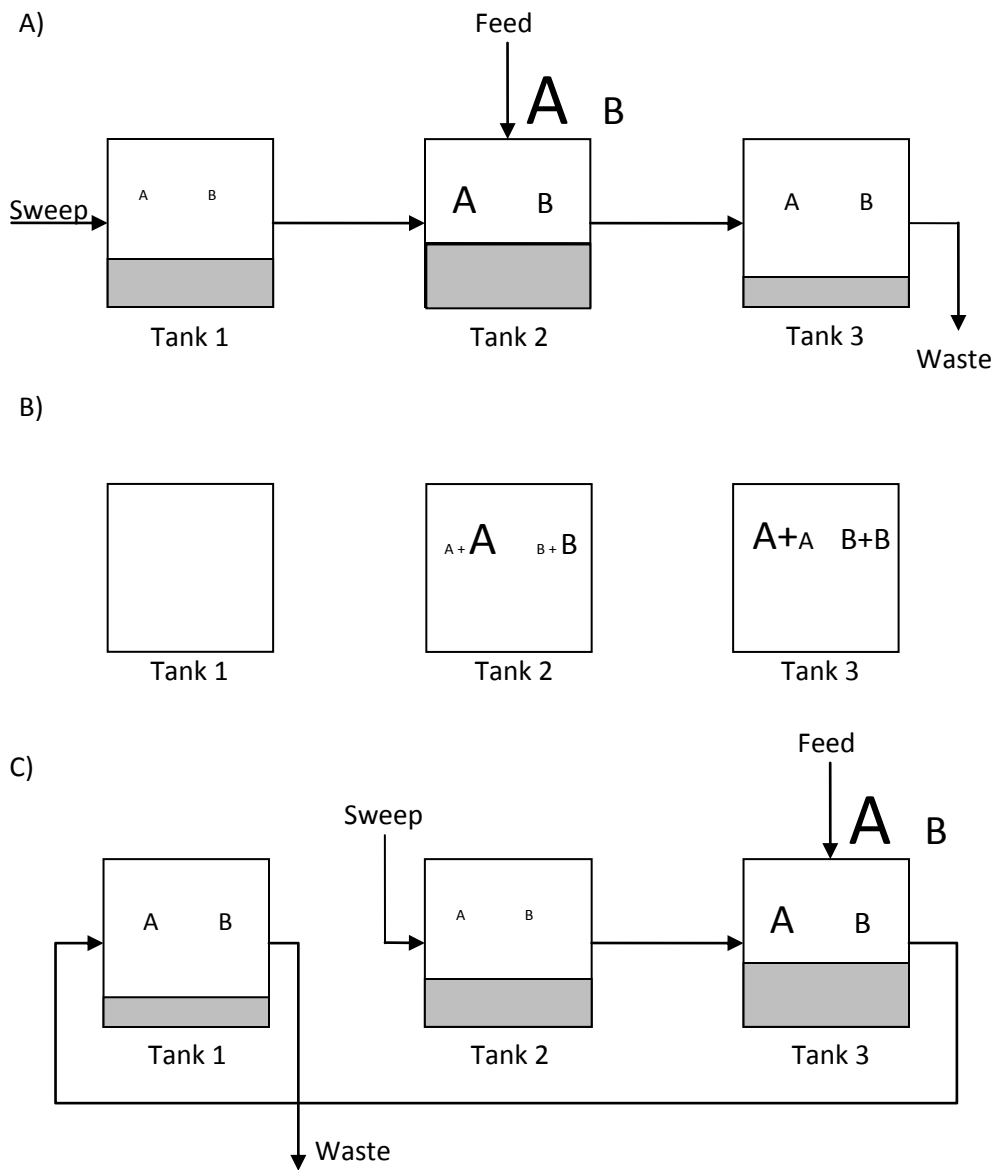 A)
Feed
A B
A B
A B
A B
Sweep
Tank 1
Tank 2
Tank 3
Waste
B)
A + A B + B
A+A B+B
Tank 1
Tank 2
Tank 3
Feed
C)
A B
Sweep
A B
A B
A B
Tank 1
Tank 2
Tank 3
Waste